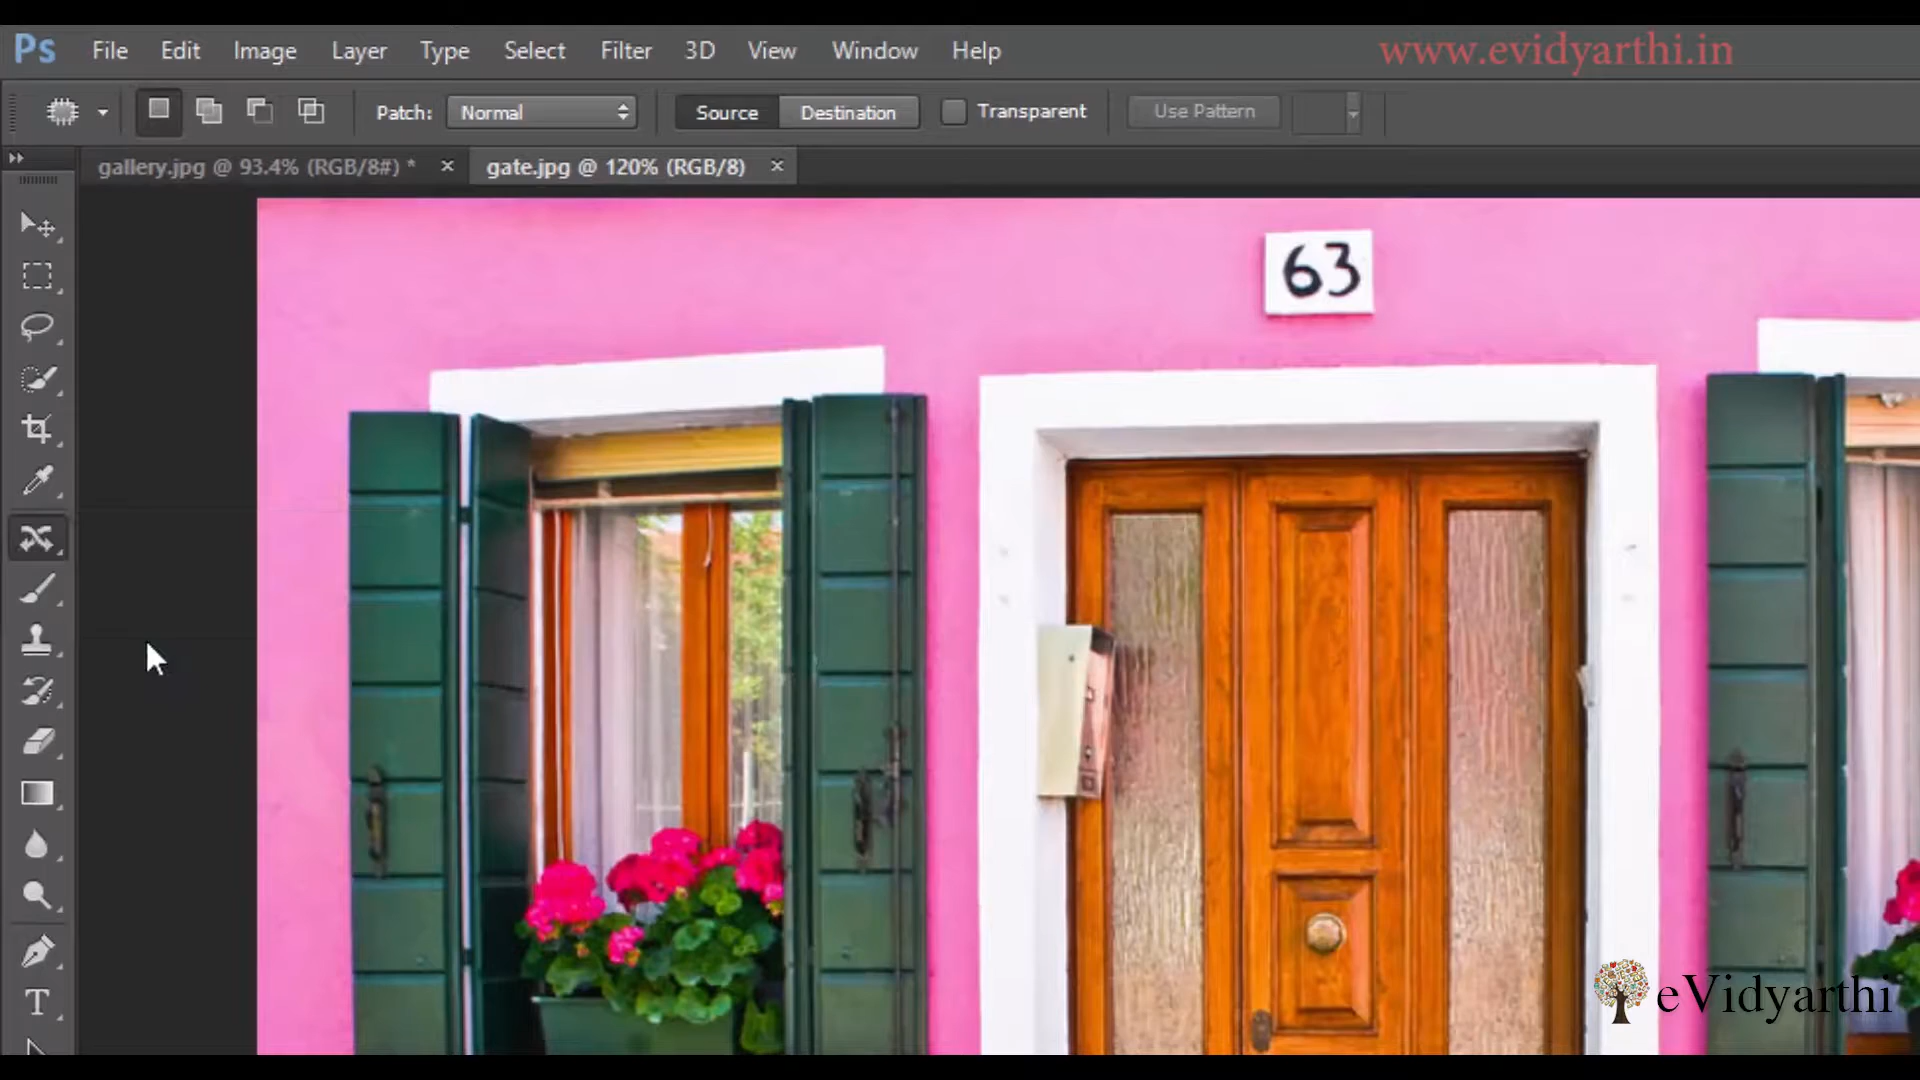 Ps File Edit Image Layer Type Select Filter 3D View Window Help
www.evidyarthi.in
Patch: Normal Source Destination Transparent Use Pattern
gallery.jpg @ 93.4% (RGB/8#) * × gate.jpg @ 120% (RGB/8) ×
63
T
eVidyarthi